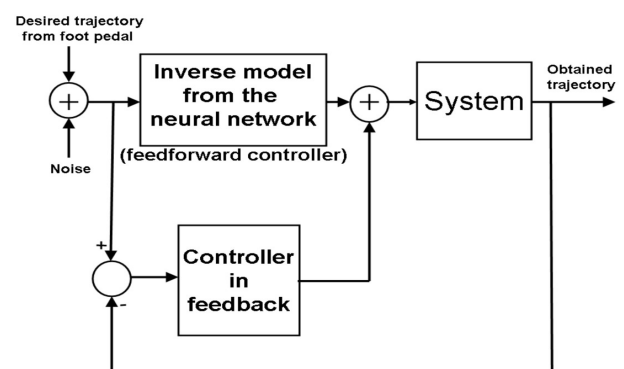 Desired trajectory
from foot pedal
+
Noise
Inverse model
from the
neural network
(feedforward controller)
+
System
Obtained
trajectory
+
-
Controller
in
feedback